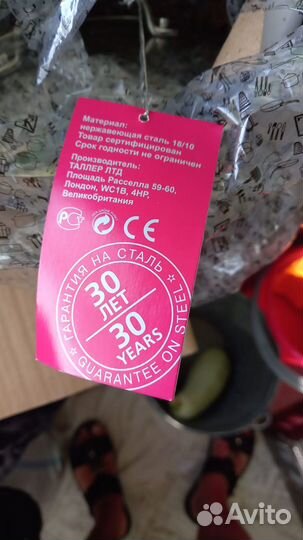 Материал:
нержавеющая сталь 18/10
Товар сертифицирован
Срок годности не ограничен
Производитель:
ТАЛЛЕР ЛТД
Площадь Расселла 59-60,
Лондон, WC1B, 4HP,
Великобритания
CE
ГАРАНТИЯ НА СТАЛЬ
30
ЛЕТ
30
YEARS
GUARANTEE ON STEEL
Avito